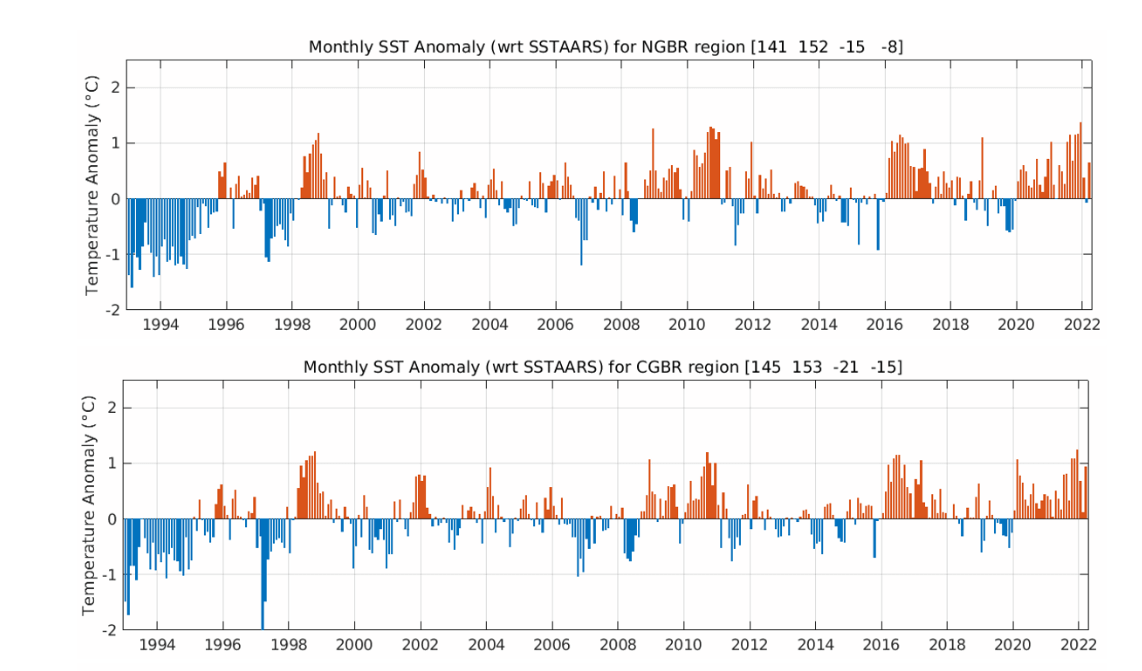 Monthly SST Anomaly (wrt SSTAARS) for NGBR region [141 152 -15 -8]
Temperature Anomaly (°C)
2
1
0
-1
-2
1994 1996 1998 2000 2002 2004 2006 2008 2010 2012 2014 2016 2018 2020 2022
Monthly SST Anomaly (wrt SSTAARS) for CGBR region [145 153 -21 -15]
Temperature Anomaly (°C)
2
1
0
-1
-2
1994 1996 1998 2000 2002 2004 2006 2008 2010 2012 2014 2016 2018 2020 2022